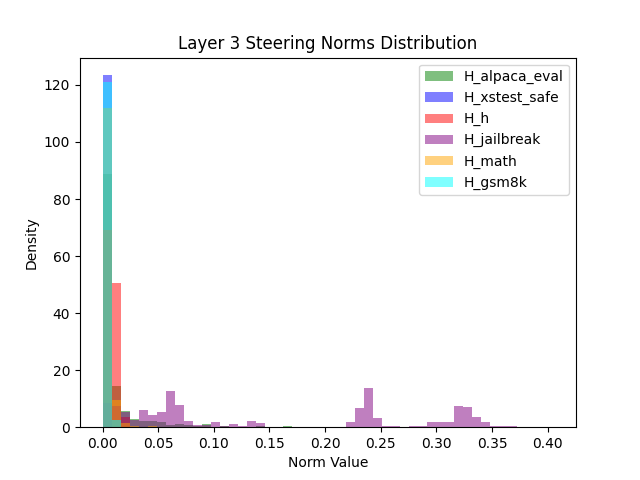 Layer 3 Steering Norms Distribution
H_alpaca_eval
H_xstest_safe
H_h
H_jailbreak
H_math
H_gsm8k
Density
120
100
80
60
40
20
0
0.00 0.05 0.10 0.15 0.20 0.25 0.30 0.35 0.40
Norm Value